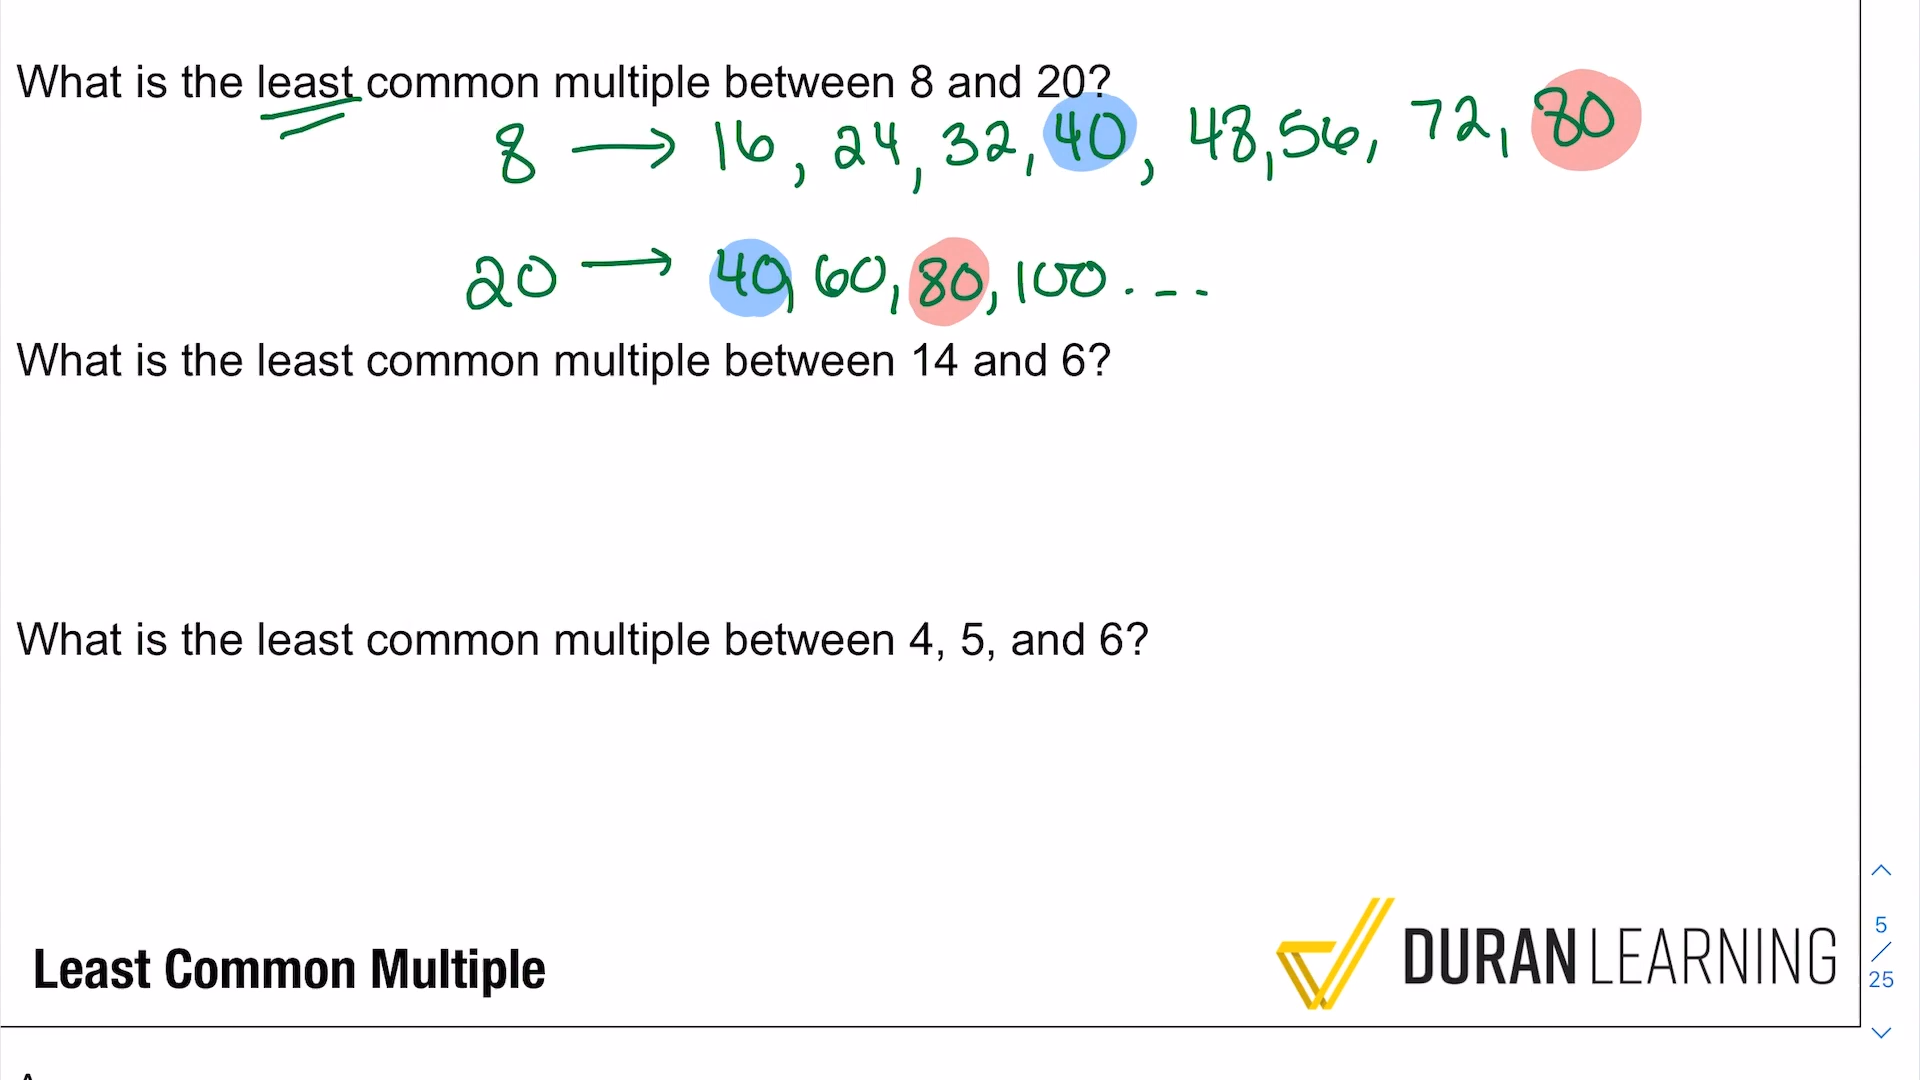 What is the least common multiple between 8 and 20?
8 → 16, 24, 32, 40, 48, 56, 72, 80
20 → 40, 60, 80, 100 . - - -
What is the least common multiple between 14 and 6?
What is the least common multiple between 4, 5, and 6?
Least Common Multiple
DURAN LEARNING
5
/
25